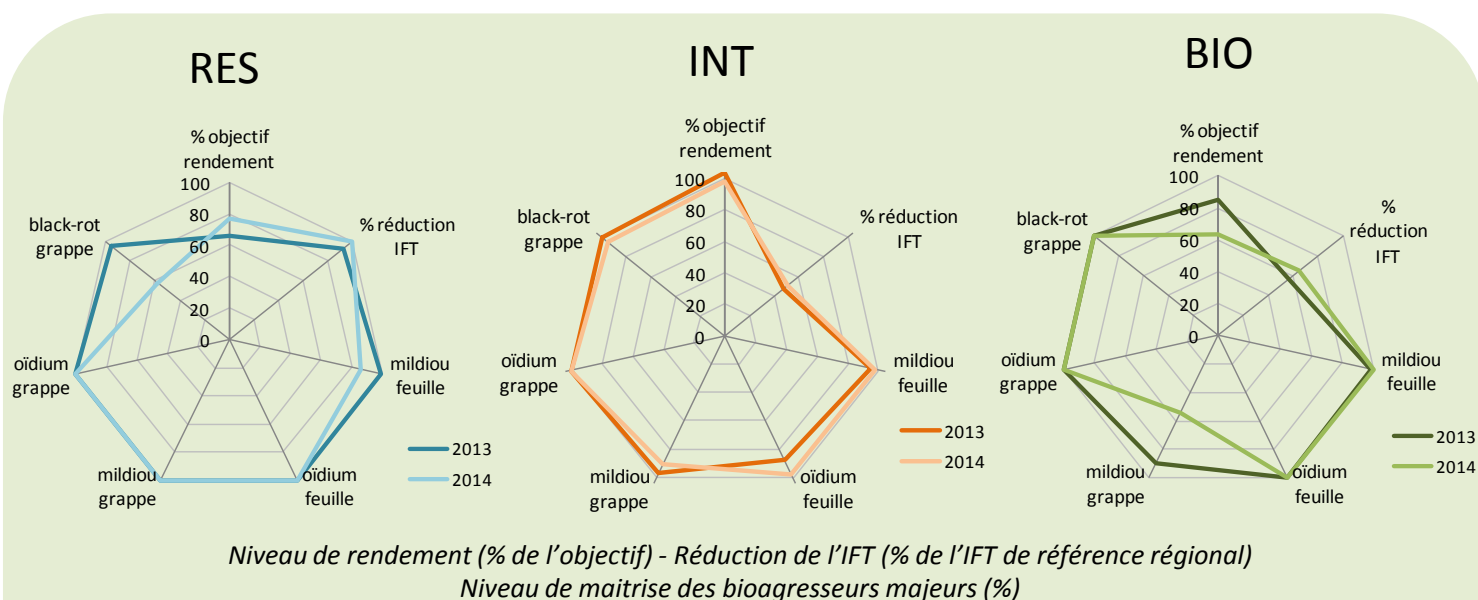 RES
% objectif
rendement
100
80
60
40
20
0
% réduction
IFT
mildiou
feuille
oïdium
feuille
mildiou
grappe
oïdium
grappe
black-rot
grappe
2013
2014
INT
% objectif
rendement
100
80
60
40
20
0
% réduction
IFT
mildiou
feuille
oïdium
feuille
mildiou
grappe
oïdium
grappe
black-rot
grappe
2013
2014
BIO
% objectif
rendement
100
80
60
40
20
0
%
réduction
IFT
mildiou
feuille
oïdium
feuille
mildiou
grappe
oïdium
grappe
black-rot
grappe
2013
2014
Niveau de rendement (% de l’objectif) - Réduction de l’IFT (% de l’IFT de référence régional)
Niveau de maitrise des bioagresseurs majeurs (%)